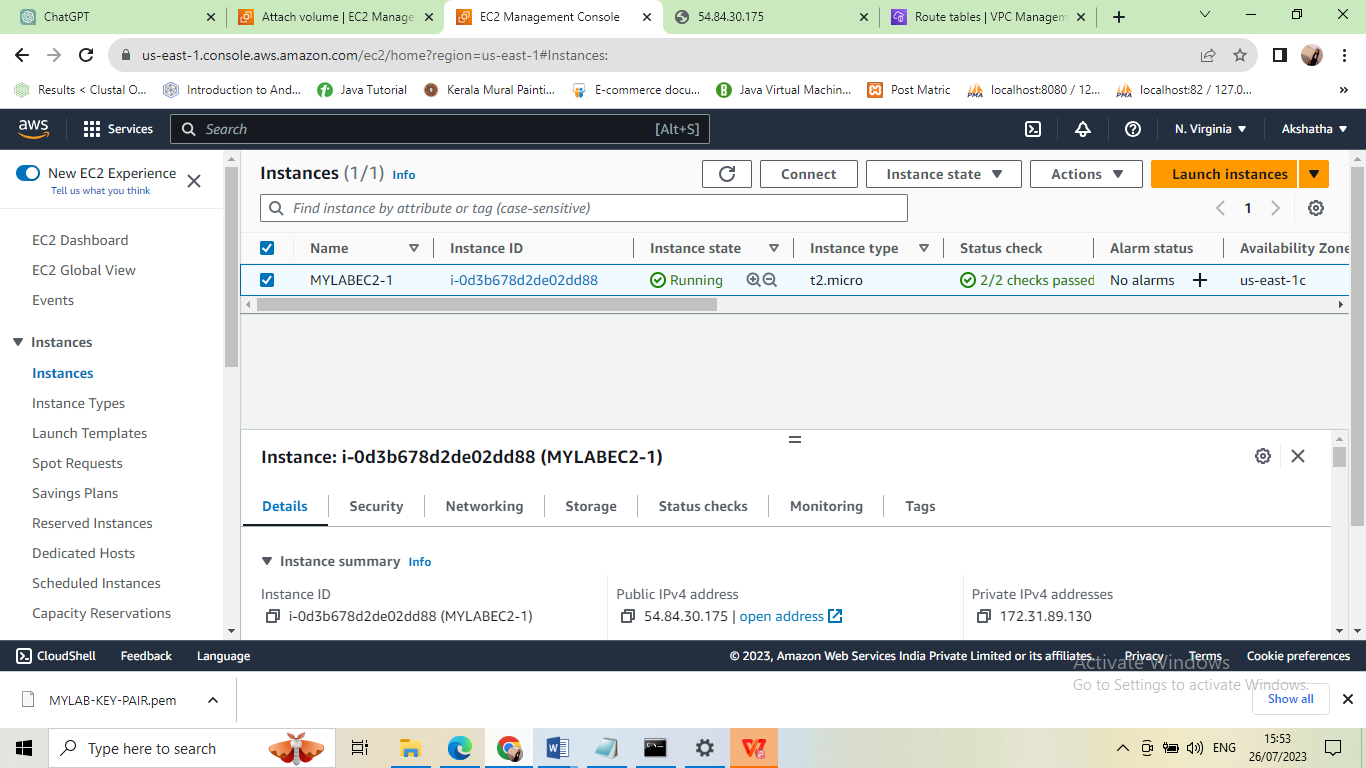 ChatGPT
Attach volume | EC2 Manage
EC2 Management Console
54.84.30.175
Route tables | VPC Managem
us-east-1.console.aws.amazon.com/ec2/home?region=us-east-1#Instances:
Results < Clustal O...
Introduction to And...
Java Tutorial
Kerala Mural Painti...
E-commerce docu...
Java Virtual Machin...
Post Matric
localhost:8080 / 12...
localhost:82 / 127.0...
»
aws
Services
Search
[Alt+S]
N. Virginia
Akshatha
New EC2 Experience
Tell us what you think
EC2 Dashboard
EC2 Global View
Events
Instances
Instances
Instance Types
Launch Templates
Spot Requests
Savings Plans
Reserved Instances
Dedicated Hosts
Scheduled Instances
Capacity Reservations
Instances (1/1) Info
Connect
Instance state
Actions
Launch instances
Find instance by attribute or tag (case-sensitive)
1
Name
Instance ID
Instance state
Instance type
Status check
Alarm status
Availability Zone
MYLABEC2-1
i-0d3b678d2de02dd88
Running
t2.micro
2/2 checks passed
No alarms
us-east-1c
Instance: i-0d3b678d2de02dd88 (MYLABEC2-1)
Details
Security
Networking
Storage
Status checks
Monitoring
Tags
Instance summary Info
Instance ID
i-0d3b678d2de02dd88 (MYLABEC2-1)
Public IPv4 address
54.84.30.175 | open address
Private IPv4 addresses
172.31.89.130
CloudShell
Feedback
Language
© 2023, Amazon Web Services India Private Limited or its affiliates.
Privacy
Terms
Cookie preferences
Activate Windows
Go to Settings to activate Windows.
MYLAB-KEY-PAIR.pem
Show all
Type here to search
ENG
15:53
26/07/2023